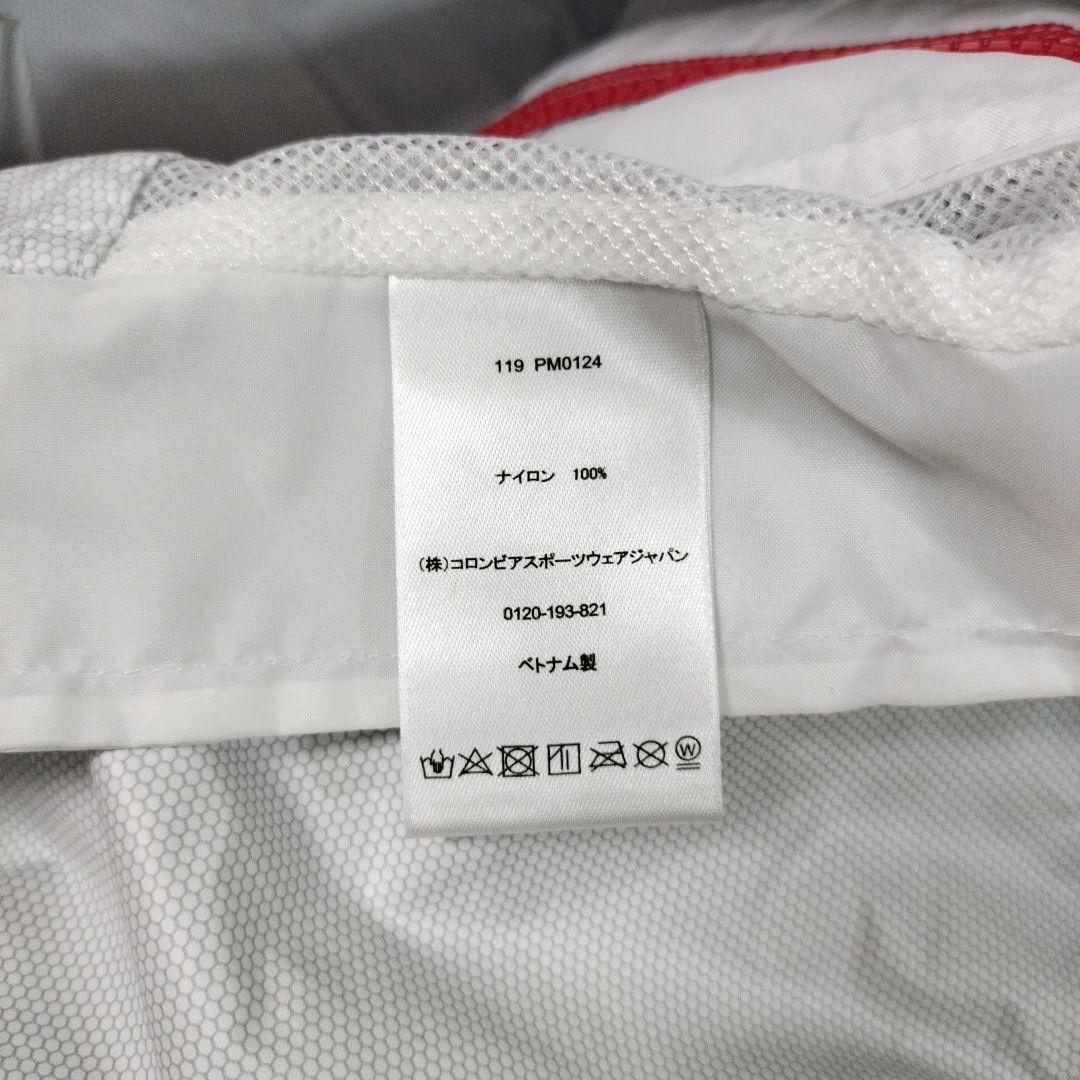 119 PM0124
ナイロン 100%
(株)コロンビアスポーツウェアジャパン
0120-193-821
ベトナム製
W